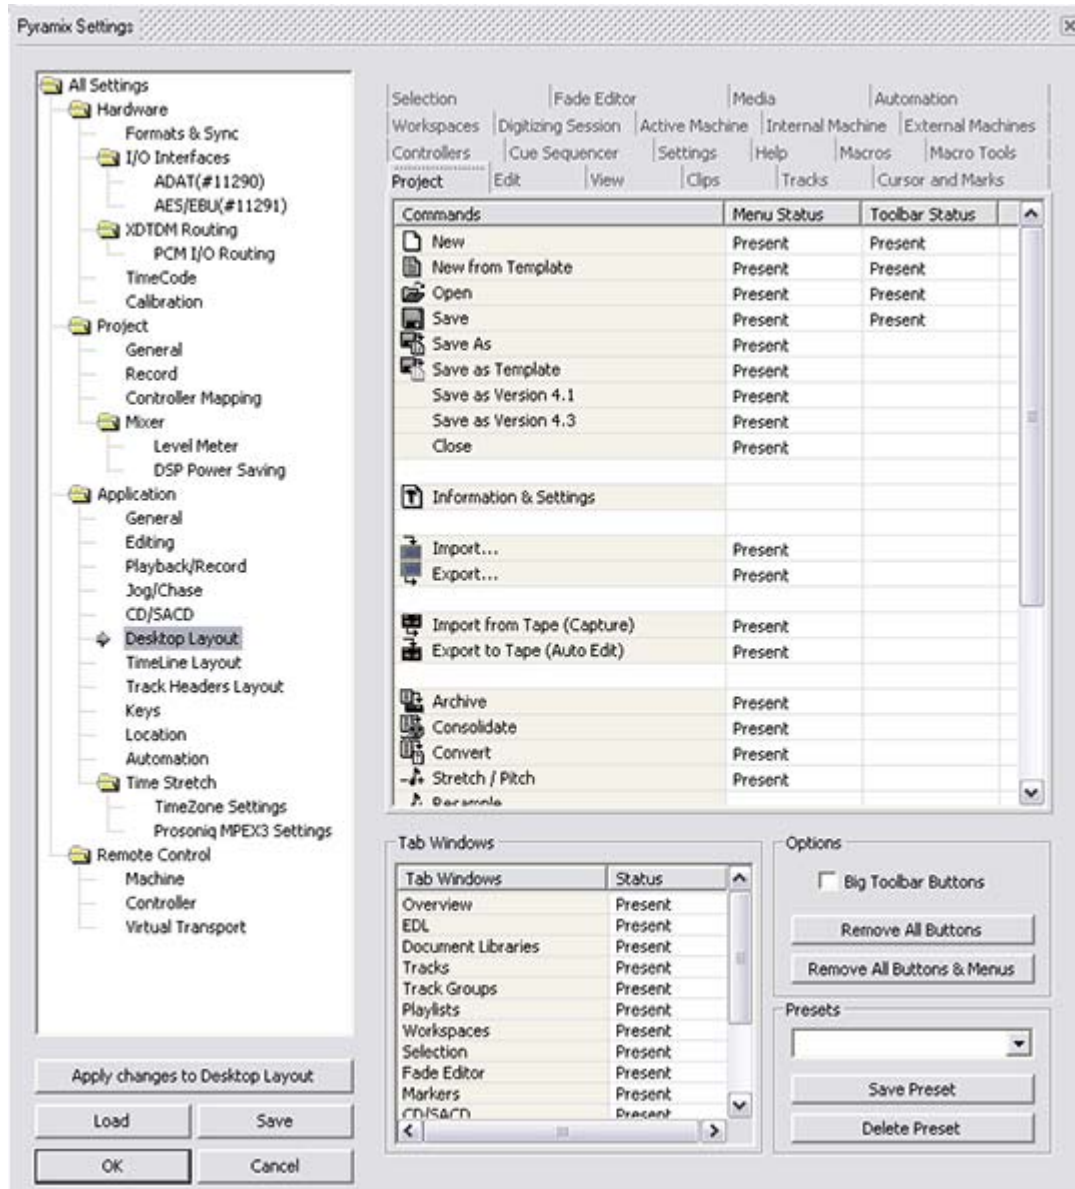 Pyramix Settings
All Settings
Hardware
Formats & Sync
I/O Interfaces
ADAT(#11290)
AES/EBU(#11291)
XDTDM Routing
PCM I/O Routing
TimeCode
Calibration
Project
General
Record
Controller Mapping
Mixer
Level Meter
DSP Power Saving
Application
General
Editing
Playback/Record
Jog/Chase
CD/SACD
Desktop Layout
TimeLine Layout
Track Headers Layout
Keys
Location
Automation
Time Stretch
TimeZone Settings
Prosoniq MPEX3 Settings
Remote Control
Machine
Controller
Virtual Transport
Apply changes to Desktop Layout
Load Save
OK Cancel
Selection Fade Editor Media Automation
Workspaces Digitizing Session Active Machine Internal Machine External Machines
Controllers Cue Sequencer Settings Help Macros Macro Tools
Project Edit View Clips Tracks Cursor and Marks
Commands Menu Status Toolbar Status
New Present Present
New from Template Present Present
Open Present Present
Save Present Present
Save As Present
Save as Template Present
Save as Version 4.1 Present
Save as Version 4.3 Present
Close Present
Information & Settings
Import... Present
Export... Present
Import from Tape (Capture) Present
Export to Tape (Auto Edit) Present
Archive Present
Consolidate Present
Convert Present
Stretch / Pitch Present
Resample
Tab Windows
Tab Windows Status
Overview Present
EDL Present
Document Libraries Present
Tracks Present
Track Groups Present
Playlists Present
Workspaces Present
Selection Present
Fade Editor Present
Markers Present
CD/SACD Present
Options
Big Toolbar Buttons
Remove All Buttons
Remove All Buttons & Menus
Presets
Save Preset
Delete Preset